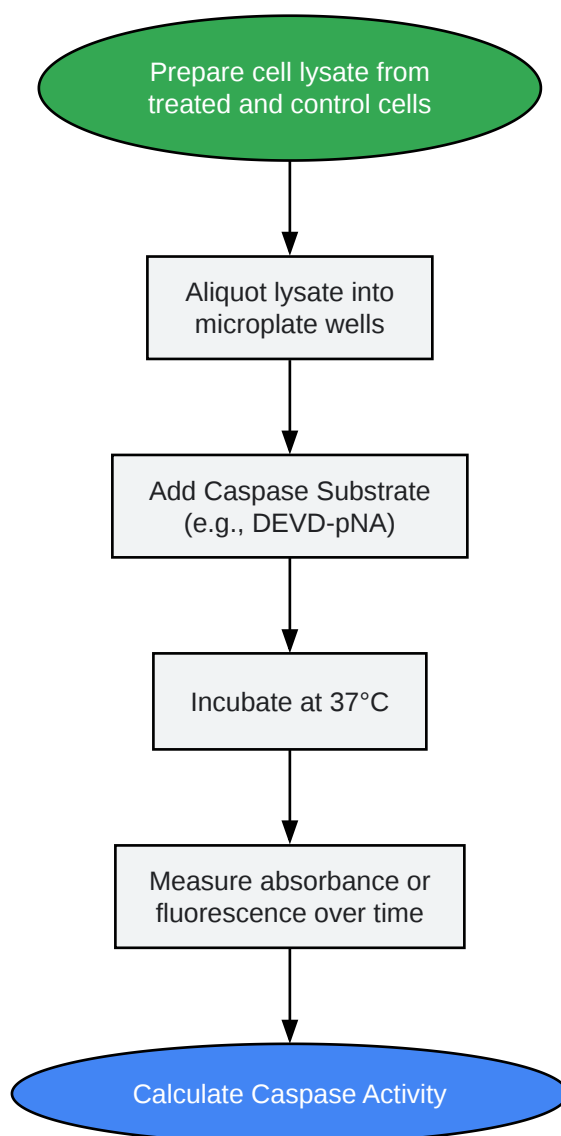 Prepare cell lysate from
treated and control cells
Aliquot lysate into
microplate wells
Add Caspase Substrate
(e.g., DEVD-pNA)
Incubate at 37°C
Measure absorbance or
fluorescence over time
Calculate Caspase Activity